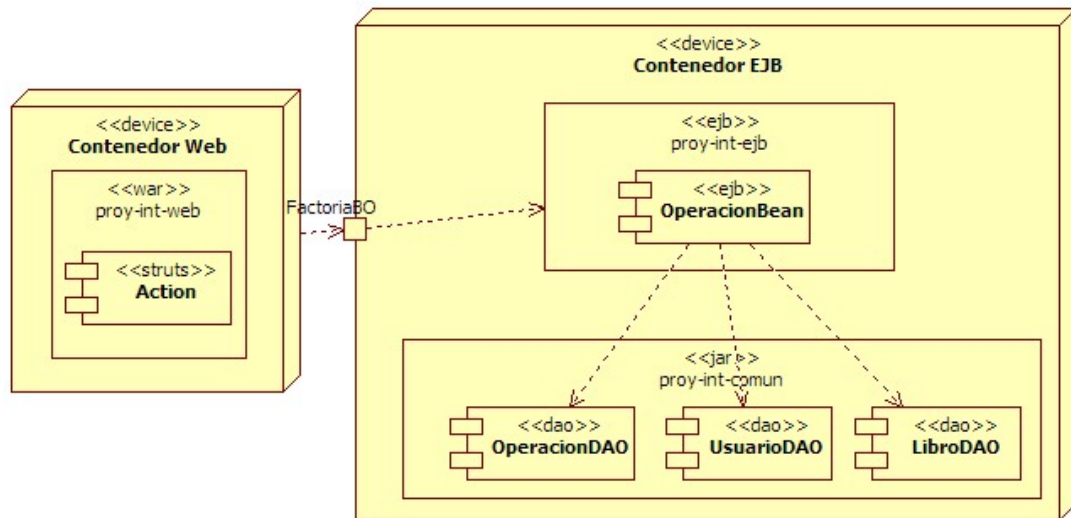 <<device>>
Contenedor Web
<<war>>
proy-int-web
<<struts>>
Action
FactoriaBO
<<device>>
Contenedor EJB
<<ejb>>
proy-int-ejb
<<ejb>>
OperacionBean
<<jar>>
proy-int-comun
<<dao>>
OperacionDAO
<<dao>>
UsuarioDAO
<<dao>>
LibroDAO